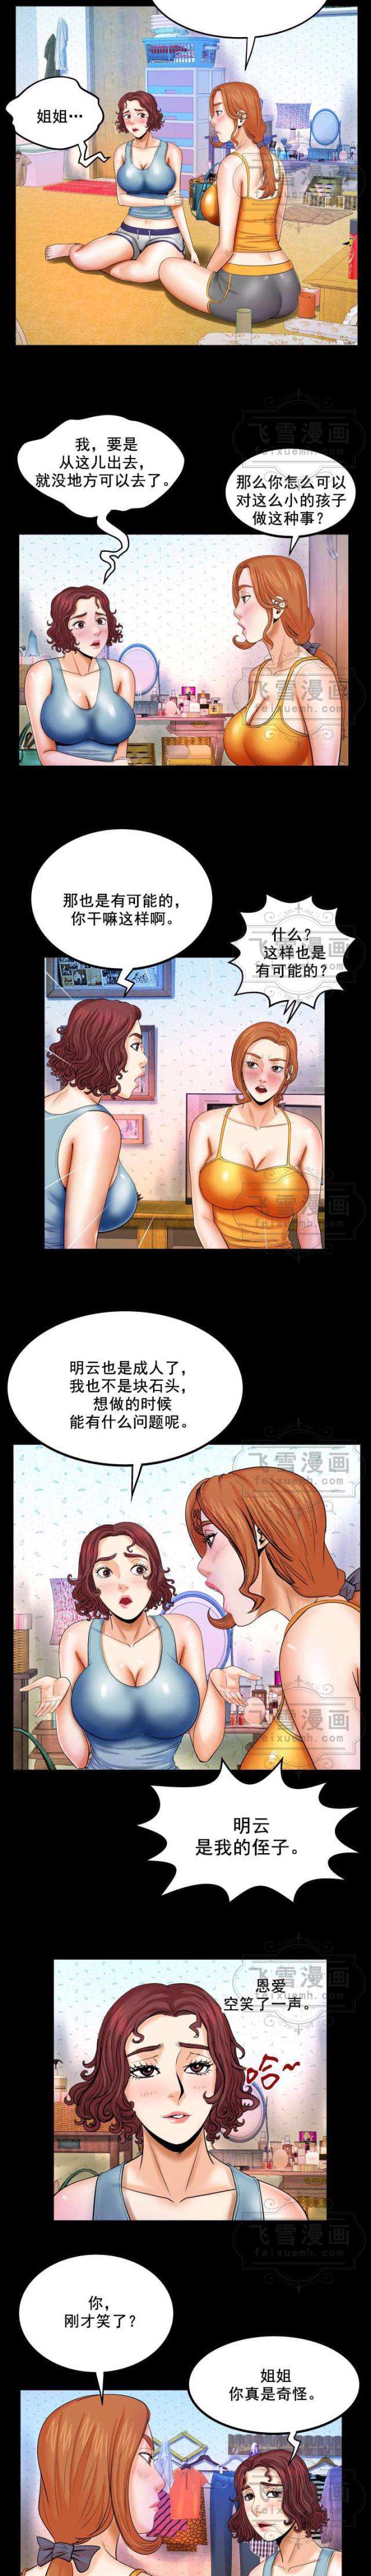 姐姐…
我，要是
从这儿出去，
就没地方可以去了。
那么你怎么可以
对这么小的孩子
做这种事？
那也是有可能的，
你干嘛这样啊。
什么？
这样也是
有可能的？
明云也是成人了，
我也不是块石头，
想做的时候
能有什么问题呢。
明云
是我的侄子。
恩爱
空笑了一声。
哈~
你，
刚才笑了？
姐姐
你真是奇怪。
飞雪漫画
feixuemh.com